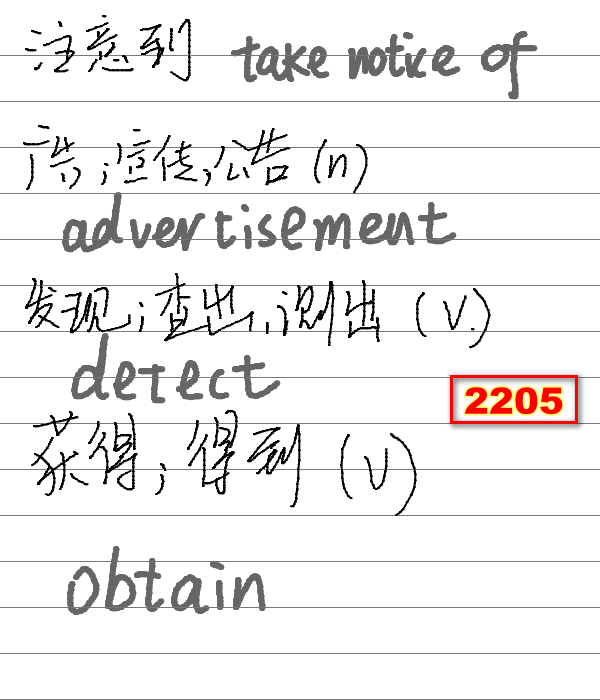 注意到 take notice of
广告；宣传；公告 (n)
advertisement
发现；查出，测出 (V.)
detect
2205
获得；得到 (V)
obtain